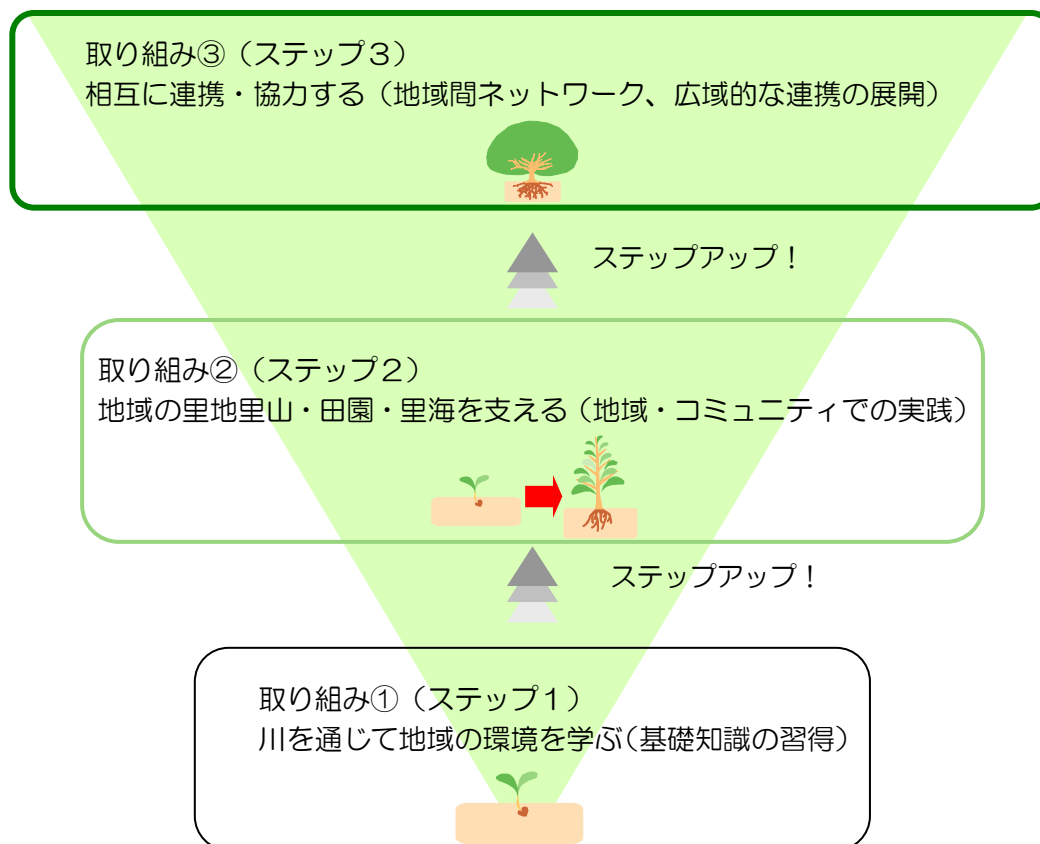 取り組み③（ステップ３）
相互に連携・協力する（地域間ネットワーク、広域的な連携の展開）
ステップアップ！
取り組み②（ステップ２）
地域の里地里山・田園・里海を支える（地域・コミュニティでの実践）
ステップアップ！
取り組み①（ステップ１）
川を通じて地域の環境を学ぶ（基礎知識の習得）